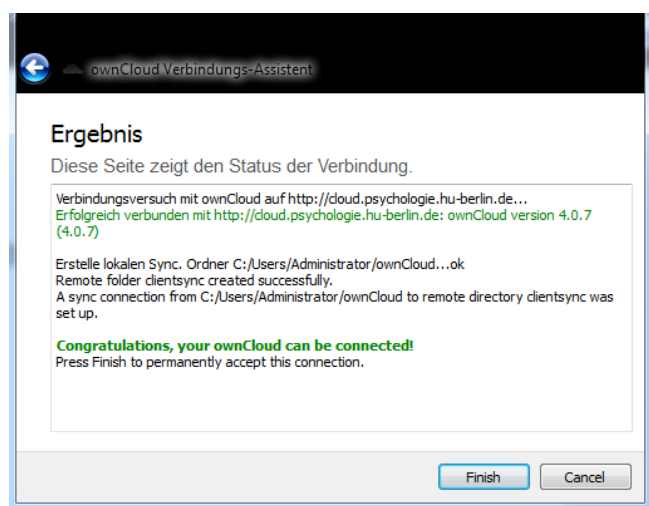 ownCloud Verbindungs-Assistent
Ergebnis
Diese Seite zeigt den Status der Verbindung.
Verbindungsversuch mit ownCloud auf http://cloud.psychologie.hu-berlin.de...
Erfolgreich verbunden mit http://cloud.psychologie.hu-berlin.de: ownCloud version 4.0.7
(4.0.7)
Erstelle lokalen Sync. Ordner C:/Users/Administrator/ownCloud...ok
Remote folder clientsync created successfully.
A sync connection from C:/Users/Administrator/ownCloud to remote directory clientsync was
set up.
Congratulations, your ownCloud can be connected!
Press Finish to permanently accept this connection.
Finish
Cancel